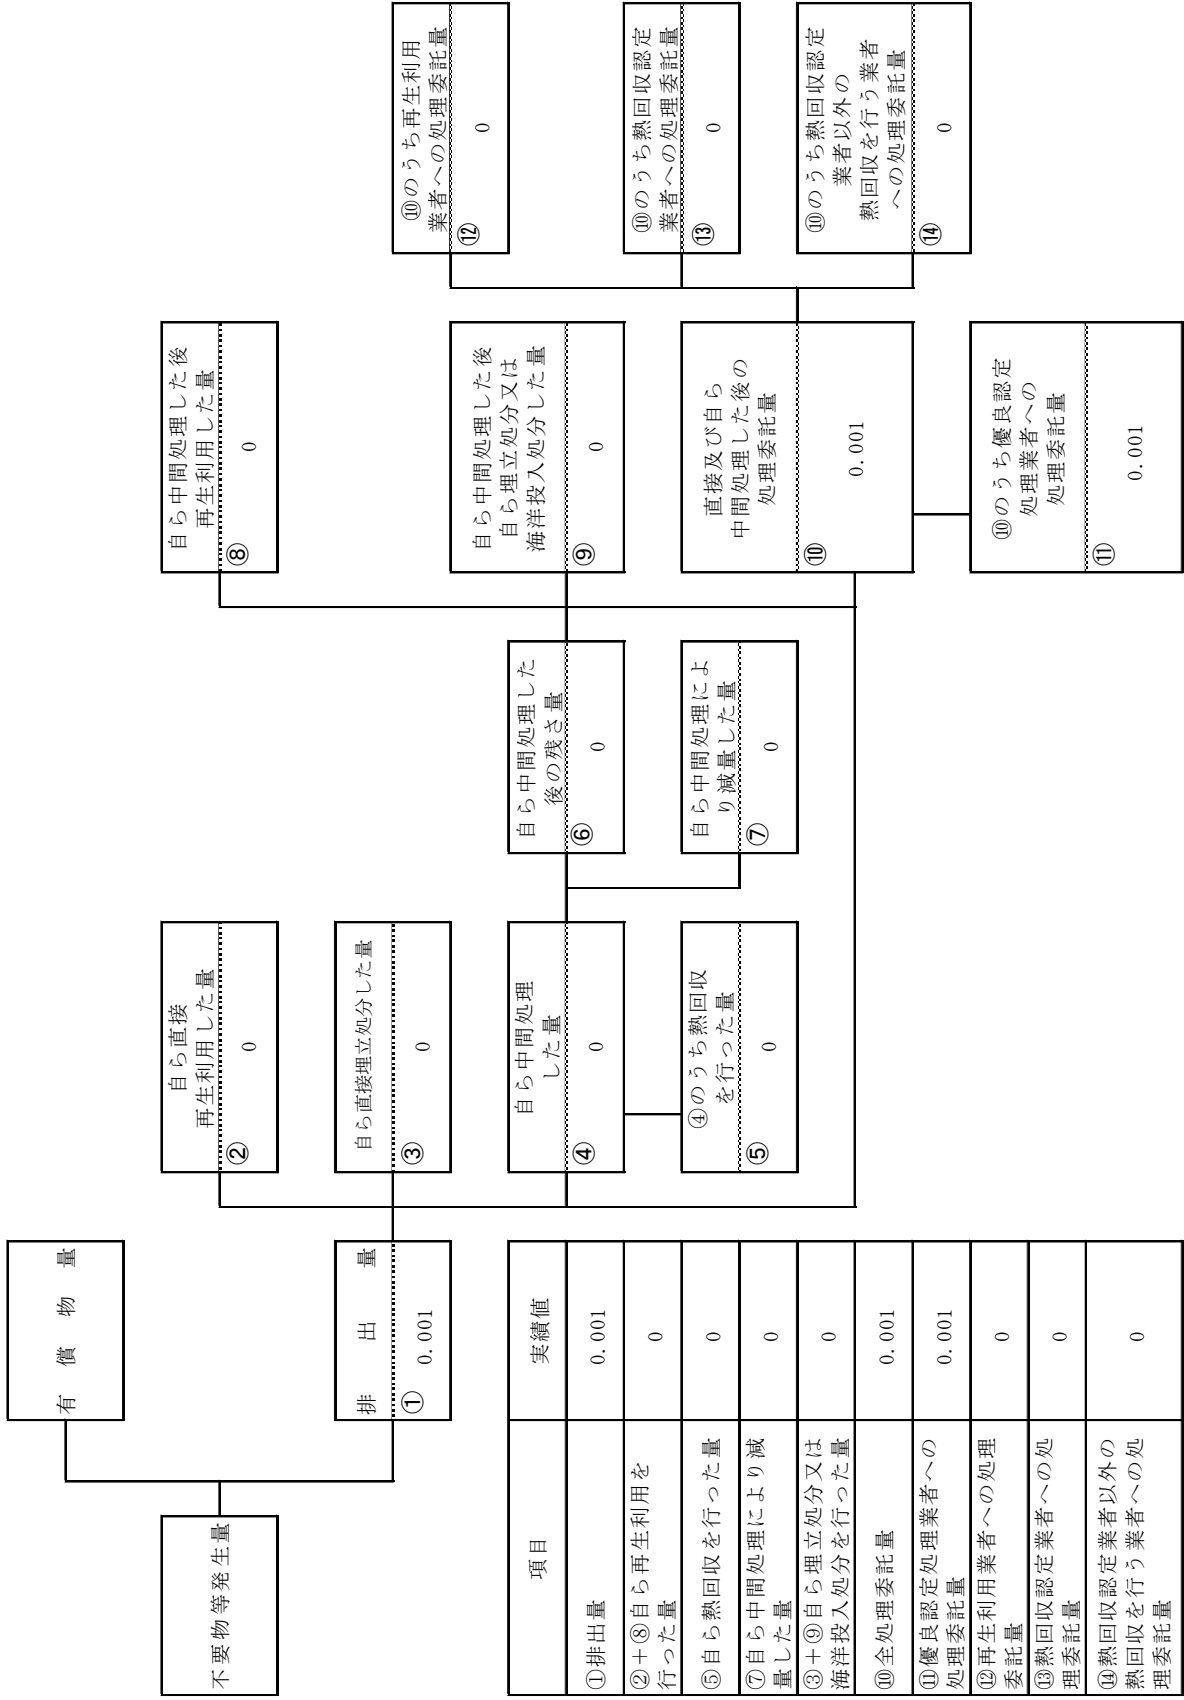 不要物等発生量
有償物量
排出量
①
0.001
自ら直接
再生利用した量
②
0
自ら直接埋立処分した量
③
0
自ら中間処理
した量
④
0
④のうち熱回収
を行った量
⑤
0
自ら中間処理した
後の残さ量
⑥
0
自ら中間処理によ
り減量した量
⑦
0
自ら中間処理した後
再生利用した量
⑧
0
自ら中間処理した後
自ら埋立処分又は
海洋投入処分した量
⑨
0
直接及び自ら
中間処理した後の
処理委託量
⑩
0.001
⑩のうち優良認定
処理業者への
処理委託量
⑪
0.001
⑩のうち再生利用
業者への処理委託量
⑫
0
⑩のうち熱回収認定
業者への処理委託量
⑬
0
⑩のうち熱回収認定
業者以外の
熱回収を行う業者
への処理委託量
⑭
0
項目 実績値
①排出量 0.001
②+⑧自ら再生利用を
行った量 0
⑤自ら熱回収を行った量 0
⑦自ら中間処理により減
量した量 0
③+⑨自ら埋立処分又は
海洋投入処分を行った量 0
⑩全処理委託量 0.001
⑪優良認定処理業者への
処理委託量 0.001
⑫再生利用業者への処理
委託量 0
⑬熱回収認定業者への処
理委託量 0
⑭熱回収認定業者以外の
熱回収を行う業者への処
理委託量 0